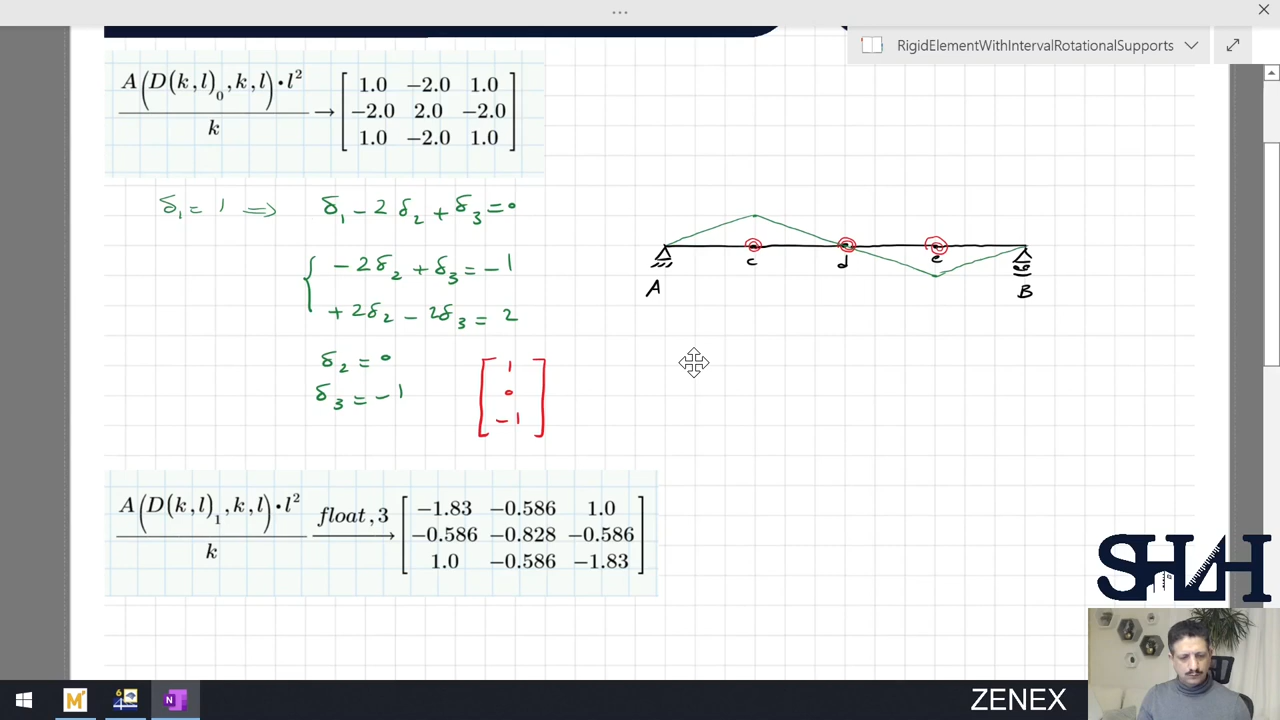 RigidElementWithIntervalRotationalSupports
A(D(k,l)₀,k,l)·l²
k
→
1.0 −2.0 1.0
−2.0 2.0 −2.0
1.0 −2.0 1.0
δ₁ = 1 ⟹ δ₁ − 2δ₂ + δ₃ = 0
−2δ₂ + δ₃ = −1
+2δ₂ − 2δ₃ = 2
δ₂ = 0
δ₃ = −1
1
0
−1
c d e
A B
A(D(k,l)₁,k,l)·l²
k
float,3 →
−1.83 −0.586 1.0
−0.586 −0.828 −0.586
1.0 −0.586 −1.83
SHZH
ZENEX